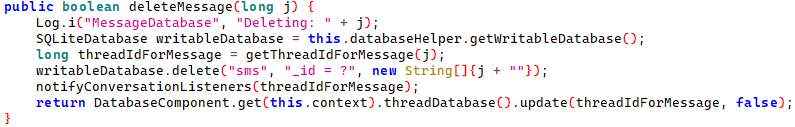 public boolean deleteMessage(long j) {
    Log.i("MessageDatabase", "Deleting: " + j);
    SQLiteDatabase writableDatabase = this.databaseHelper.getWritableDatabase();
    long threadIdForMessage = getThreadIdForMessage(j);
    writableDatabase.delete("sms", "_id = ?", new String[]{j + ""});
    notifyConversationListeners(threadIdForMessage);
    return DatabaseComponent.get(this.context).threadDatabase().update(threadIdForMessage, false);
}